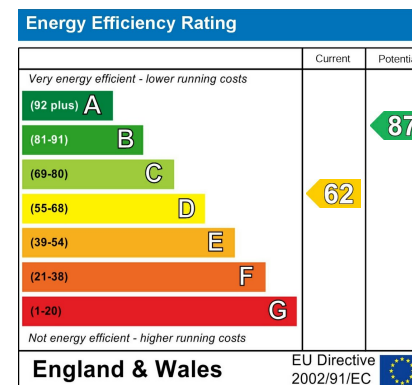 Energy Efficiency Rating
Current
Very energy efficient - lower running costs
(92 plus) A
(81-91) B
87
(69-80) C
(55-68) D
62
(39-54) E
(21-38) F
(1-20) G
Not energy efficient - higher running costs
England & Wales
EU Directive
2002/91/EC